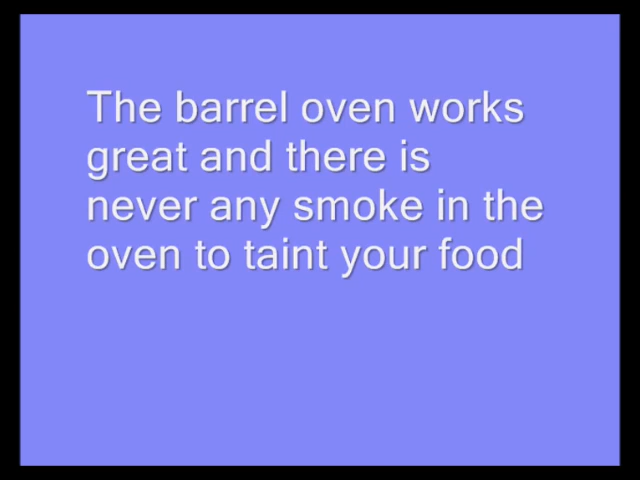 The barrel oven works
great and there is
never any smoke in the
oven to taint your food